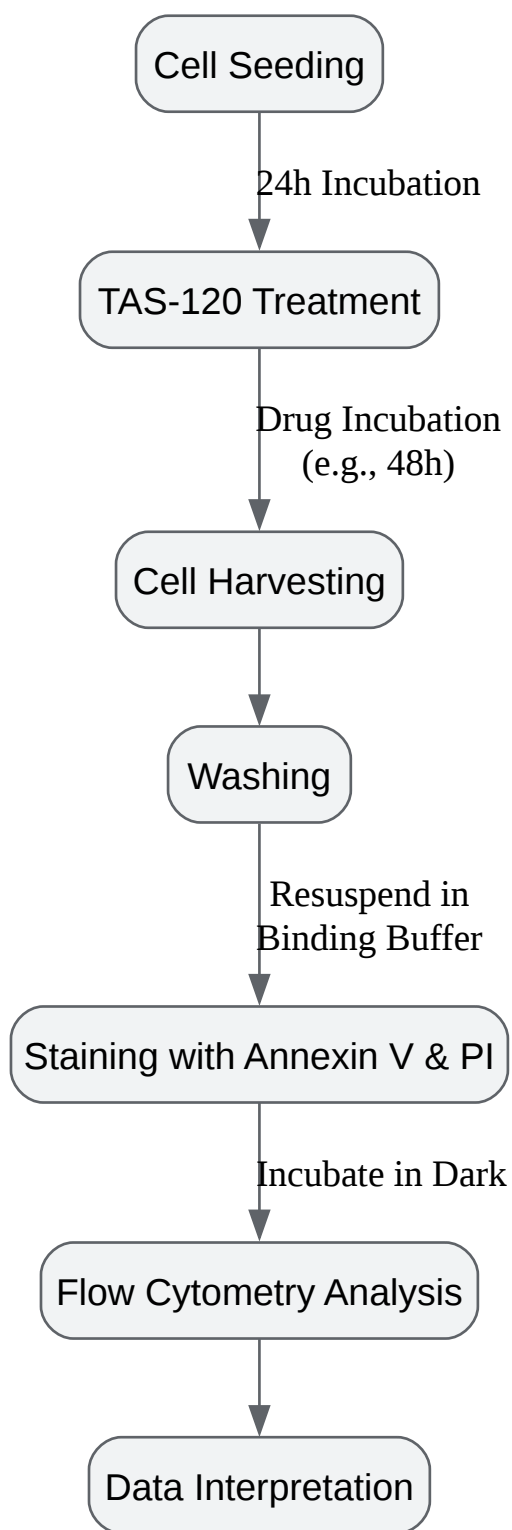 Cell Seeding
24h Incubation
TAS-120 Treatment
Drug Incubation
(e.g., 48h)
Cell Harvesting
Washing
Resuspend in
Binding Buffer
Staining with Annexin V & PI
Incubate in Dark
Flow Cytometry Analysis
Data Interpretation